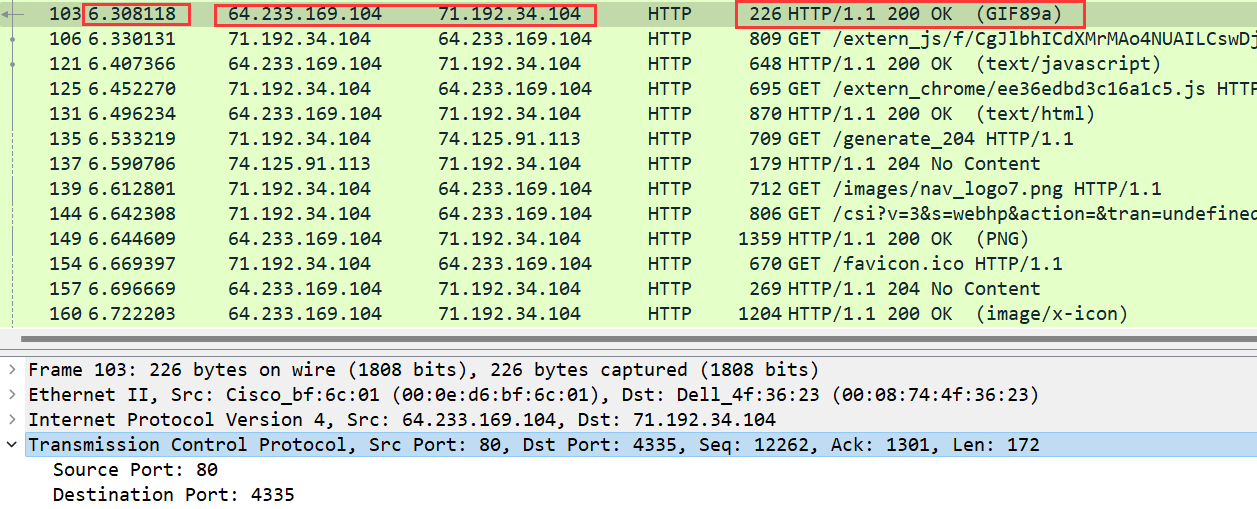 103 6.308118 64.233.169.104 71.192.34.104 HTTP 226 HTTP/1.1 200 OK (GIF89a)
106 6.330131 71.192.34.104 64.233.169.104 HTTP 809 GET /extern_js/f/CgJlbhICdXMrMAo4NUAILCswDj
121 6.407366 64.233.169.104 71.192.34.104 HTTP 648 HTTP/1.1 200 OK (text/javascript)
125 6.452270 71.192.34.104 64.233.169.104 HTTP 695 GET /extern_chrome/ee36edbd3c16a1c5.js HTTP
131 6.496234 64.233.169.104 71.192.34.104 HTTP 870 HTTP/1.1 200 OK (text/html)
135 6.533219 71.192.34.104 74.125.91.113 HTTP 709 GET /generate_204 HTTP/1.1
137 6.590706 74.125.91.113 71.192.34.104 HTTP 179 HTTP/1.1 204 No Content
139 6.612801 71.192.34.104 64.233.169.104 HTTP 712 GET /images/nav_logo7.png HTTP/1.1
144 6.642308 71.192.34.104 64.233.169.104 HTTP 806 GET /csi?v=3&s=webhp&action=&tran=undefined
149 6.644609 64.233.169.104 71.192.34.104 HTTP 1359 HTTP/1.1 200 OK (PNG)
154 6.669397 71.192.34.104 64.233.169.104 HTTP 670 GET /favicon.ico HTTP/1.1
157 6.696669 64.233.169.104 71.192.34.104 HTTP 269 HTTP/1.1 204 No Content
160 6.722203 64.233.169.104 71.192.34.104 HTTP 1204 HTTP/1.1 200 OK (image/x-icon)
Frame 103: 226 bytes on wire (1808 bits), 226 bytes captured (1808 bits)
Ethernet II, Src: Cisco_bf:6c:01 (00:0e:d6:bf:6c:01), Dst: Dell_4f:36:23 (00:08:74:4f:36:23)
Internet Protocol Version 4, Src: 64.233.169.104, Dst: 71.192.34.104
Transmission Control Protocol, Src Port: 80, Dst Port: 4335, Seq: 12262, Ack: 1301, Len: 172
Source Port: 80
Destination Port: 4335